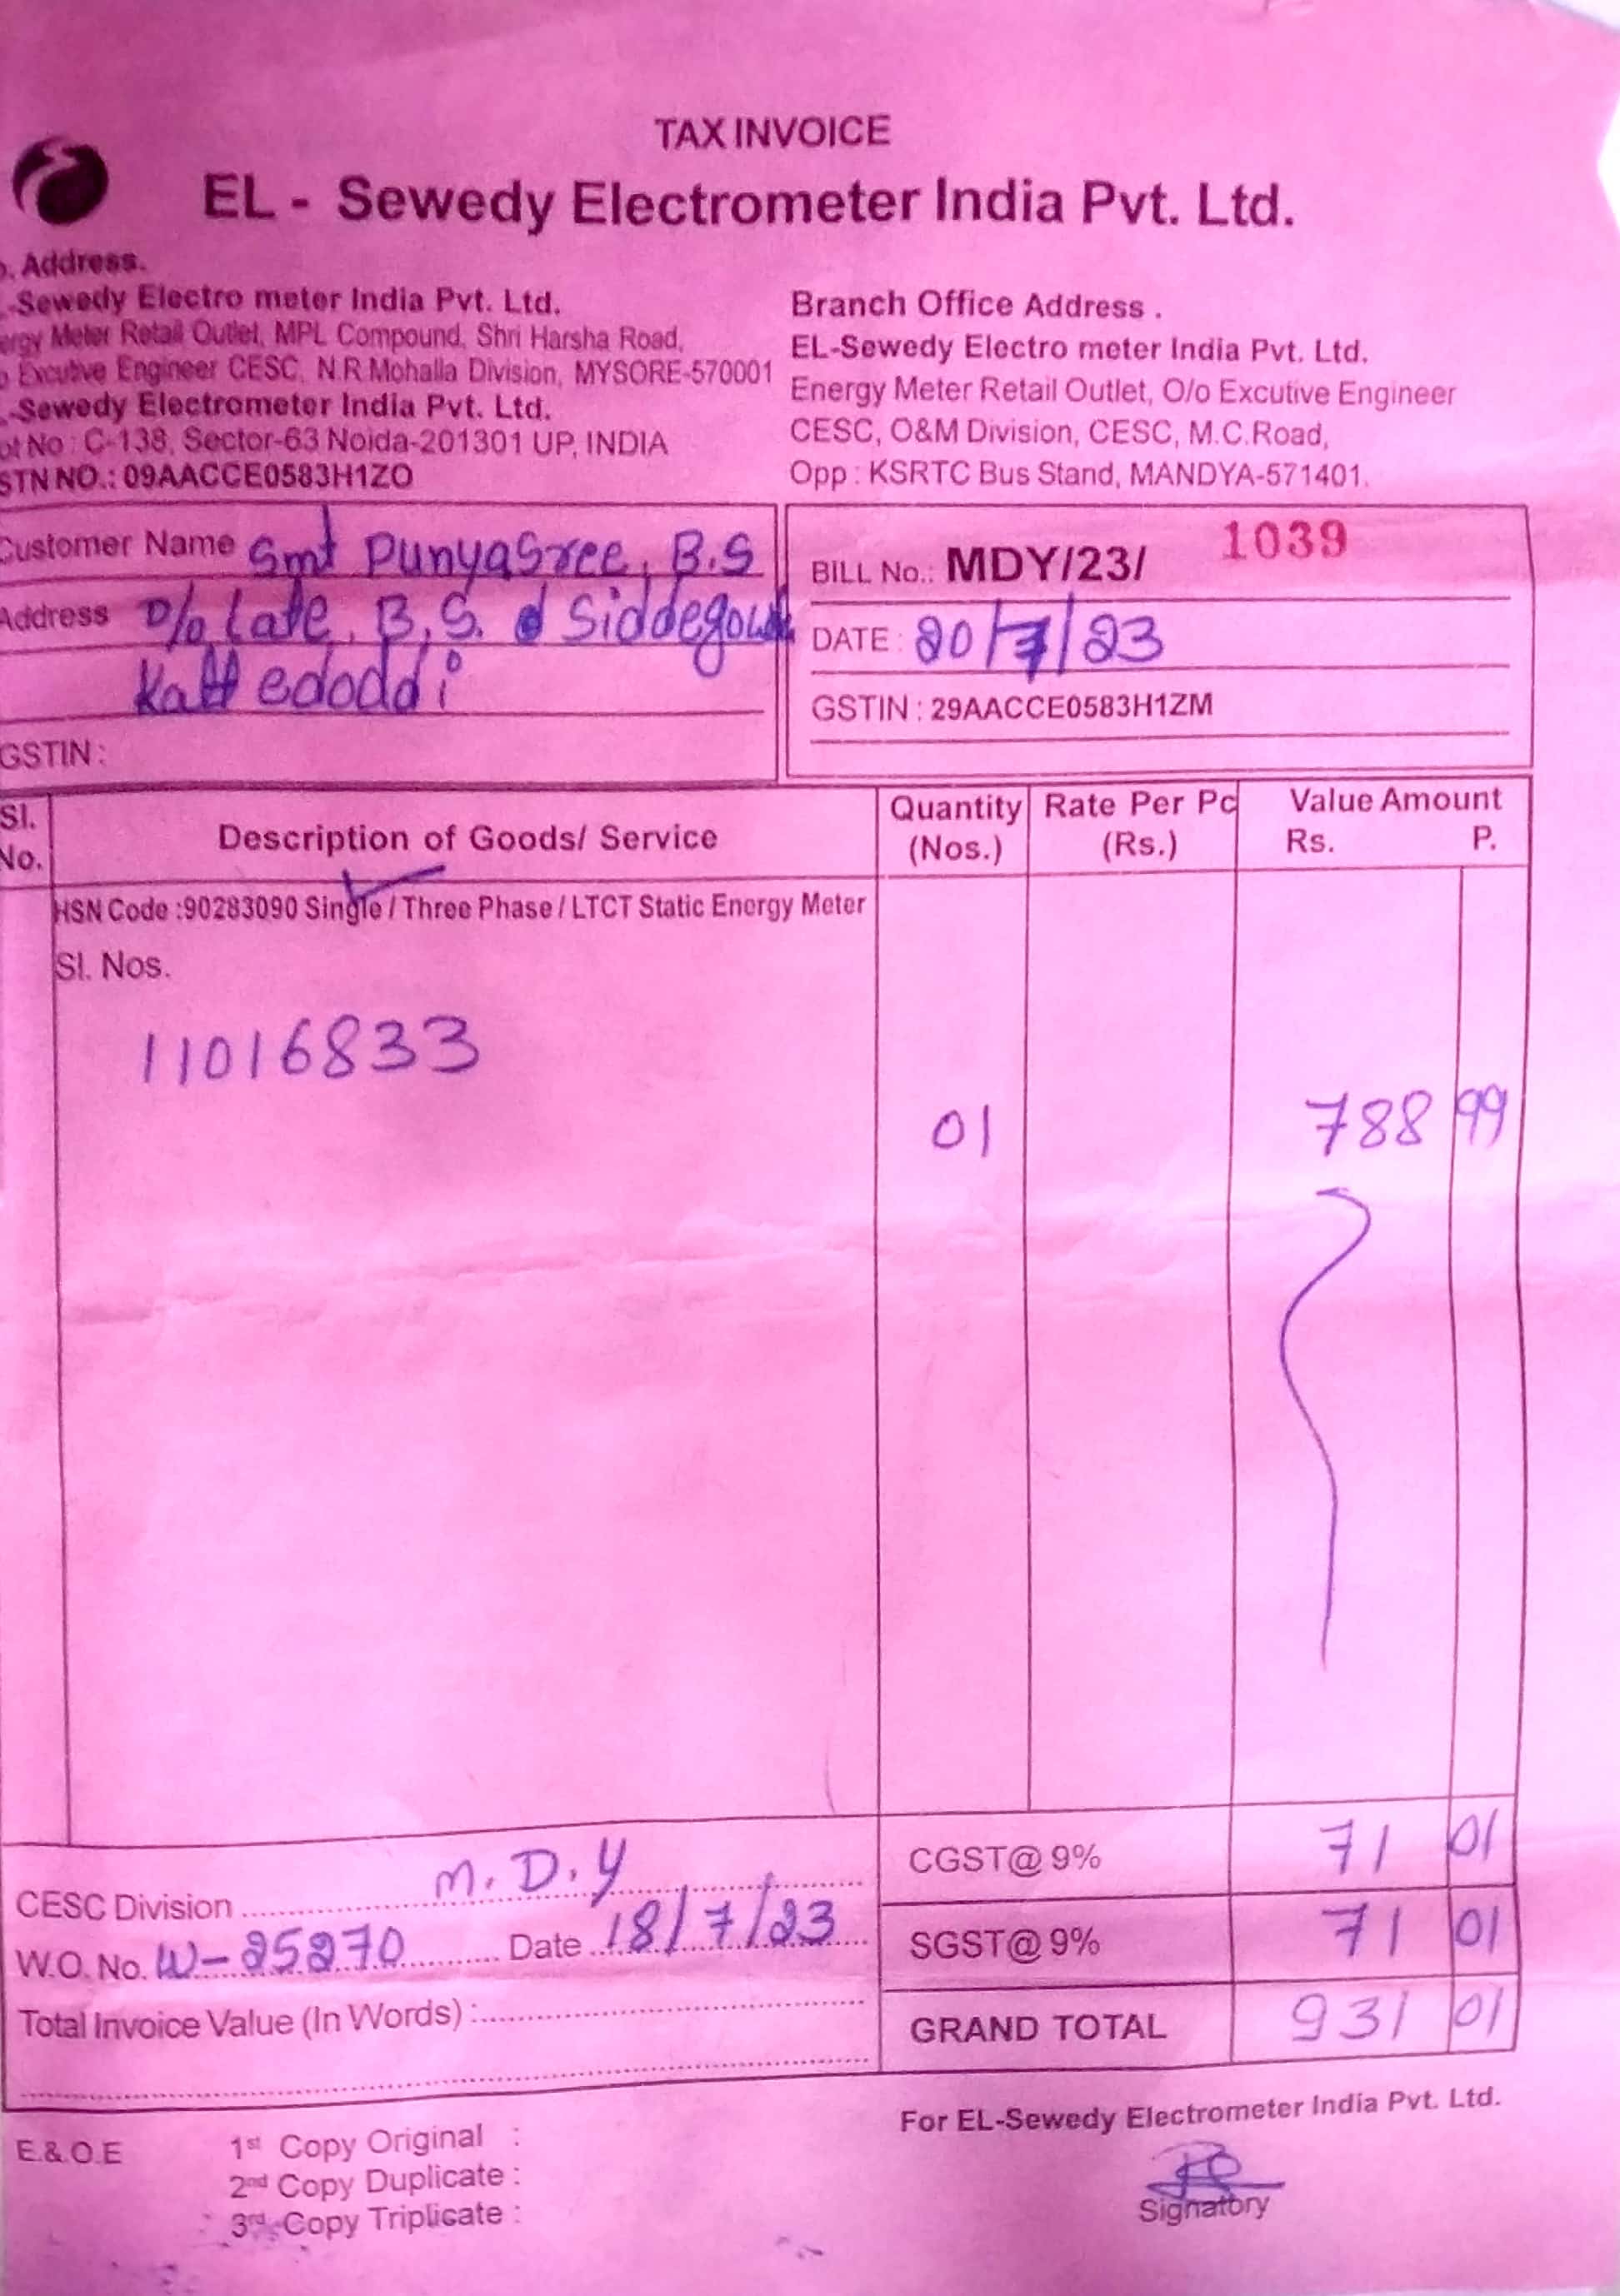 TAX INVOICE
EL - Sewedy Electrometer India Pvt. Ltd.
. Address.
-Sewedy Electro meter India Pvt. Ltd.
ergy Meter Retail Outlet, MPL Compound, Shri Harsha Road,
Excutive Engineer CESC, N.R.Mohalla Division, MYSORE-570001
-Sewedy Electrometer India Pvt. Ltd.
ot No : C-138, Sector-63 Noida-201301 UP, INDIA
STN NO.: 09AACCE0583H1ZO
Branch Office Address .
EL-Sewedy Electro meter India Pvt. Ltd.
Energy Meter Retail Outlet, O/o Excutive Engineer
CESC, O&M Division, CESC, M.C.Road,
Opp : KSRTC Bus Stand, MANDYA-571401.
Customer Name Smt Punyasree, B.S
Address D/o Late. B.S. Siddegowda
Kattedoddi
GSTIN :
BILL No.: MDY/23/ 1039
DATE : 20/7/23
GSTIN : 29AACCE0583H1ZM
Sl. No. Description of Goods/ Service Quantity (Nos.) Rate Per Pc (Rs.) Value Amount Rs. P.
HSN Code :90283090 Single / Three Phase / LTCT Static Energy Meter
Sl. Nos.
11016833
01 788 99
CESC Division M.D.Y
W.O. No. W-25270 Date 18/7/23
Total Invoice Value (In Words) :
CGST@ 9% 71 01
SGST@ 9% 71 01
GRAND TOTAL 931 01
For EL-Sewedy Electrometer India Pvt. Ltd.
E.& O.E 1st Copy Original :
2nd Copy Duplicate :
3rd Copy Triplicate :
Signatory